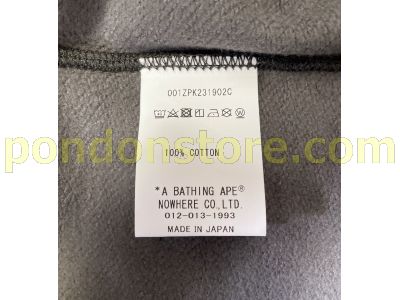 001ZPK231902C
pondonstore.com
100% COTTON
*A BATHING APE®
NOWHERE CO., LTD.
012-013-1993
MADE IN JAPAN